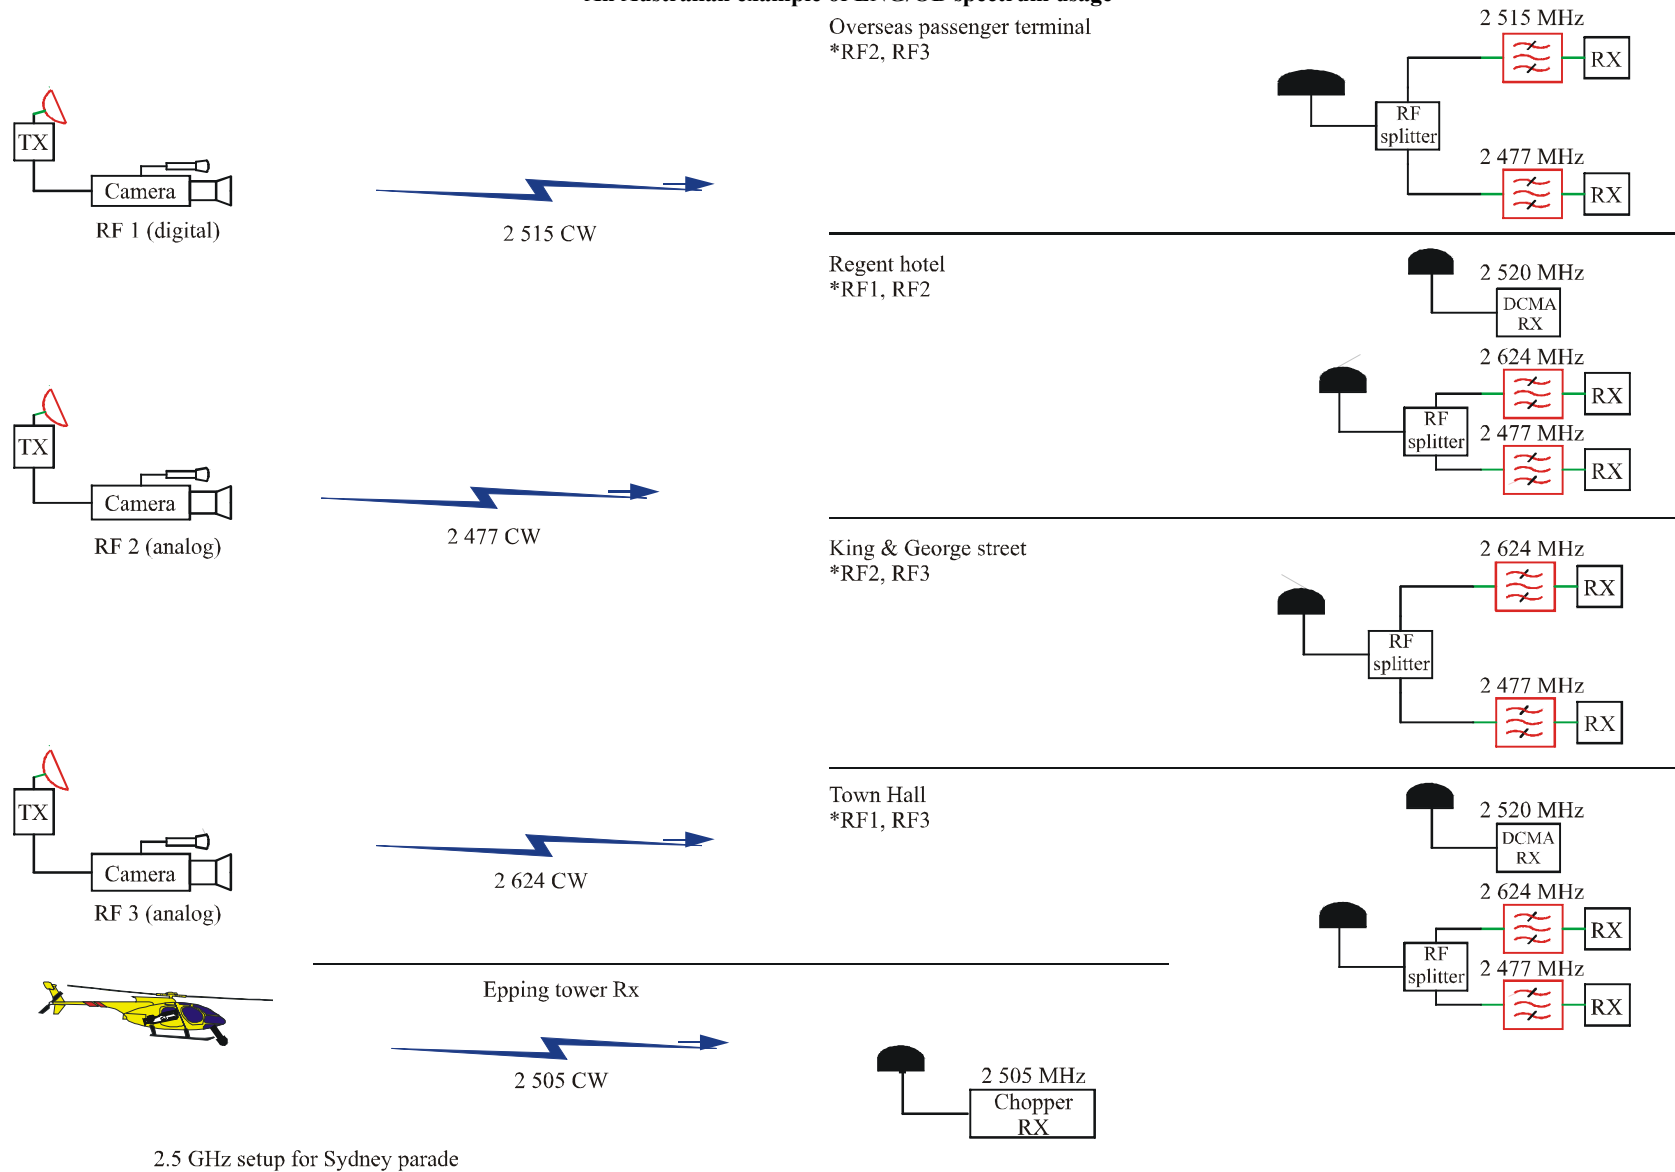 Overseas passenger terminal
*RF2, RF3
2 515 MHz
RX
RF
splitter
2 477 MHz
RX
TX
Camera
RF 1 (digital)
2 515 CW
Regent hotel
*RF1, RF2
2 520 MHz
DCMA
RX
2 624 MHz
RX
RF
splitter
2 477 MHz
RX
TX
Camera
RF 2 (analog)
2 477 CW
King & George street
*RF2, RF3
2 624 MHz
RX
RF
splitter
2 477 MHz
RX
TX
Camera
RF 3 (analog)
2 624 CW
Town Hall
*RF1, RF3
2 520 MHz
DCMA
RX
2 624 MHz
RX
RF
splitter
2 477 MHz
RX
Epping tower Rx
2 505 CW
2 505 MHz
Chopper
RX
2.5 GHz setup for Sydney parade